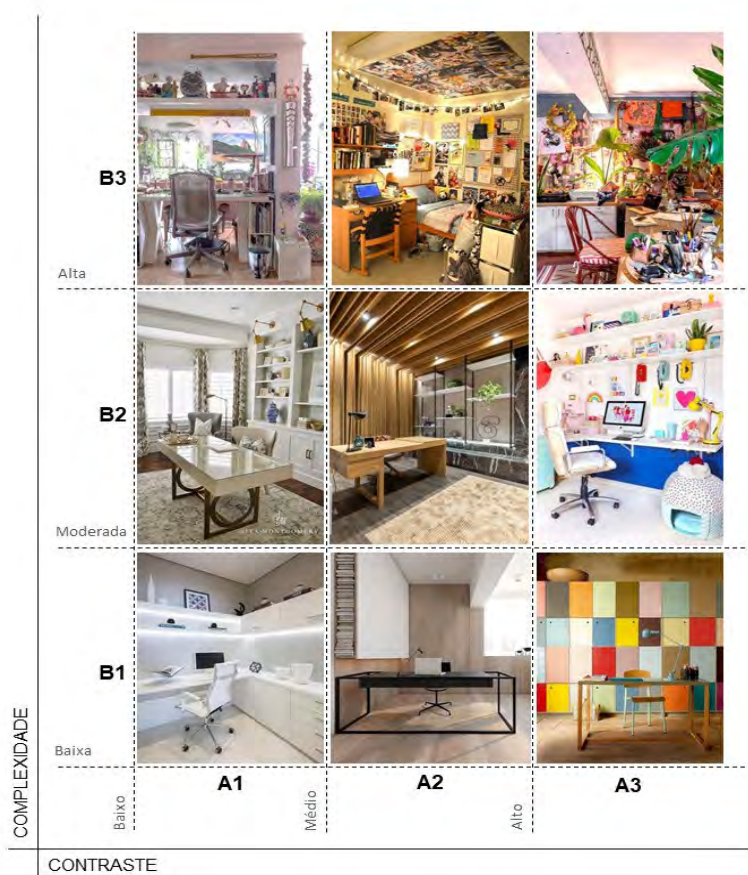 B3
Alta
B2
Moderada
B1
Baixa
COMPLEXIDADE
A1
A2
A3
Baixo
Médio
Alto
CONTRASTE